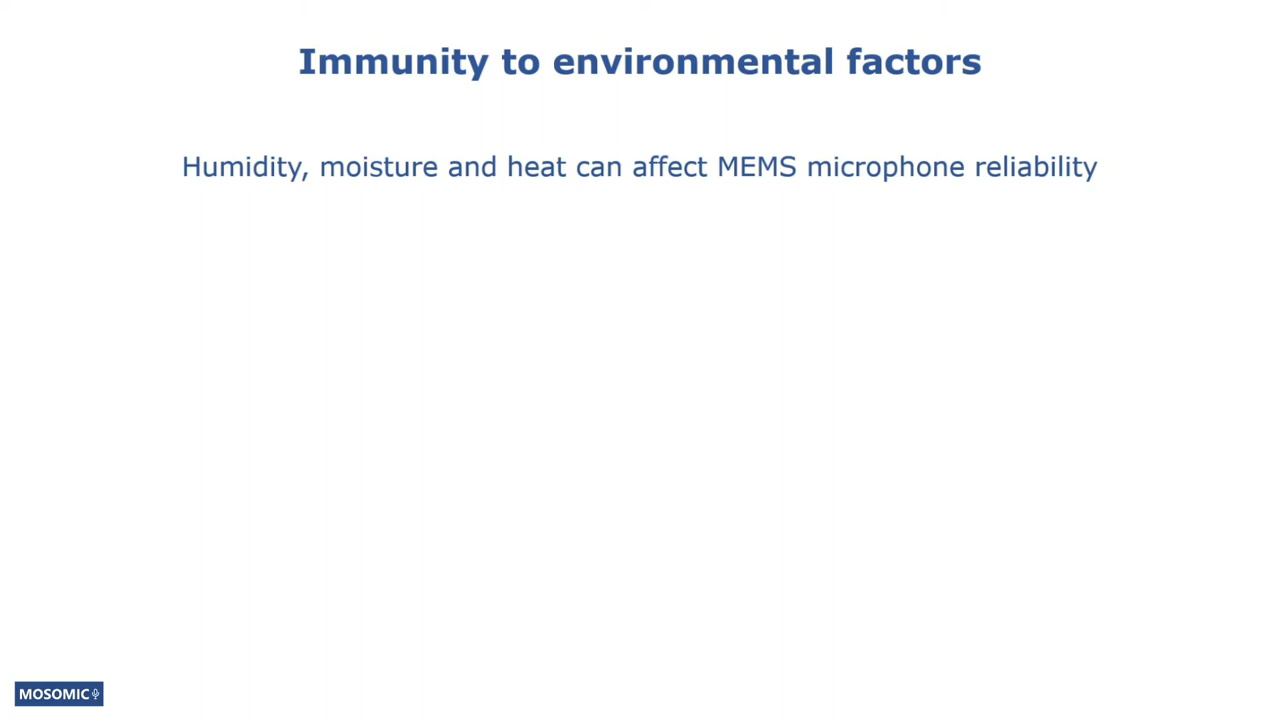 Immunity to environmental factors
Humidity, moisture and heat can affect MEMS microphone reliability
MOSOMIC